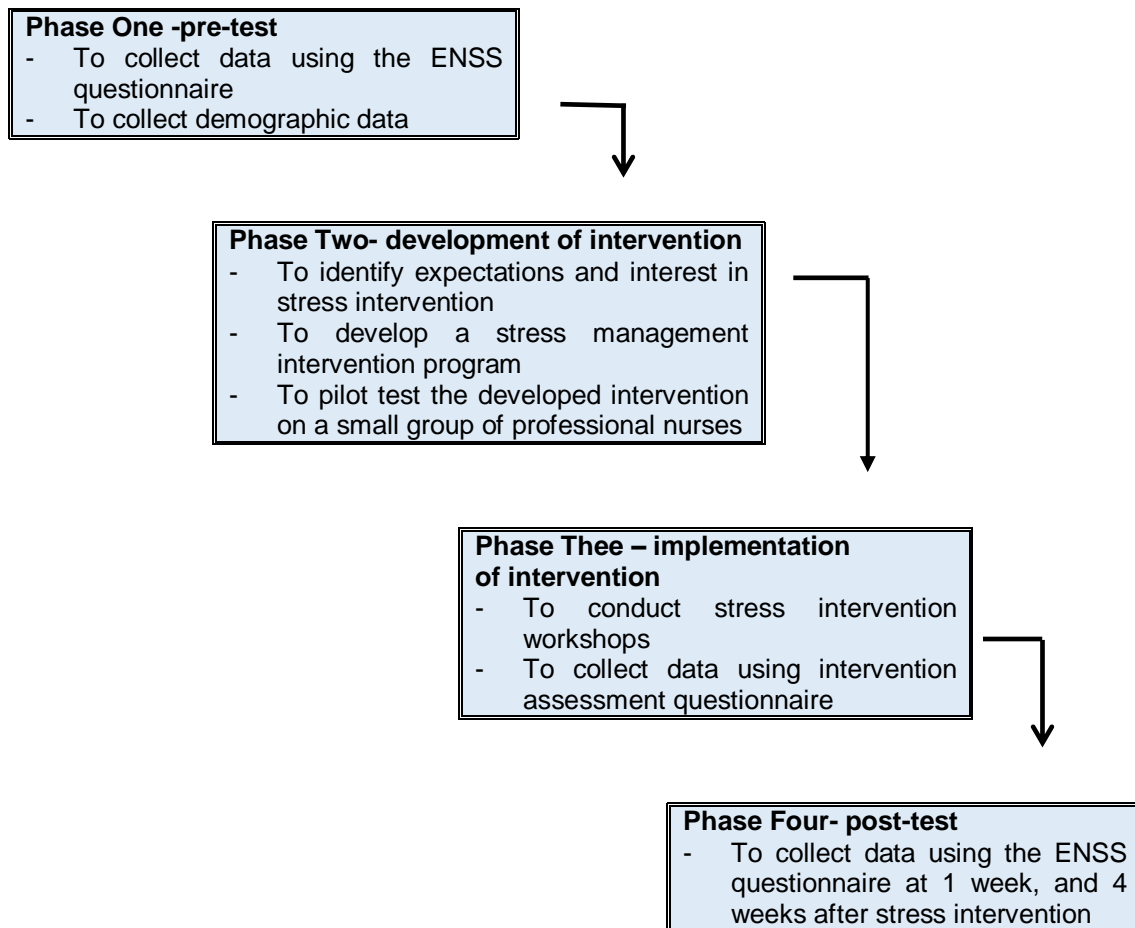 Phase One -pre-test
- To collect data using the ENSS
questionnaire
- To collect demographic data
Phase Two- development of intervention
- To identify expectations and interest in
stress intervention
- To develop a stress management
intervention program
- To pilot test the developed intervention
on a small group of professional nurses
Phase Thee – implementation
of intervention
- To conduct stress intervention
workshops
- To collect data using intervention
assessment questionnaire
Phase Four- post-test
- To collect data using the ENSS
questionnaire at 1 week, and 4
weeks after stress intervention